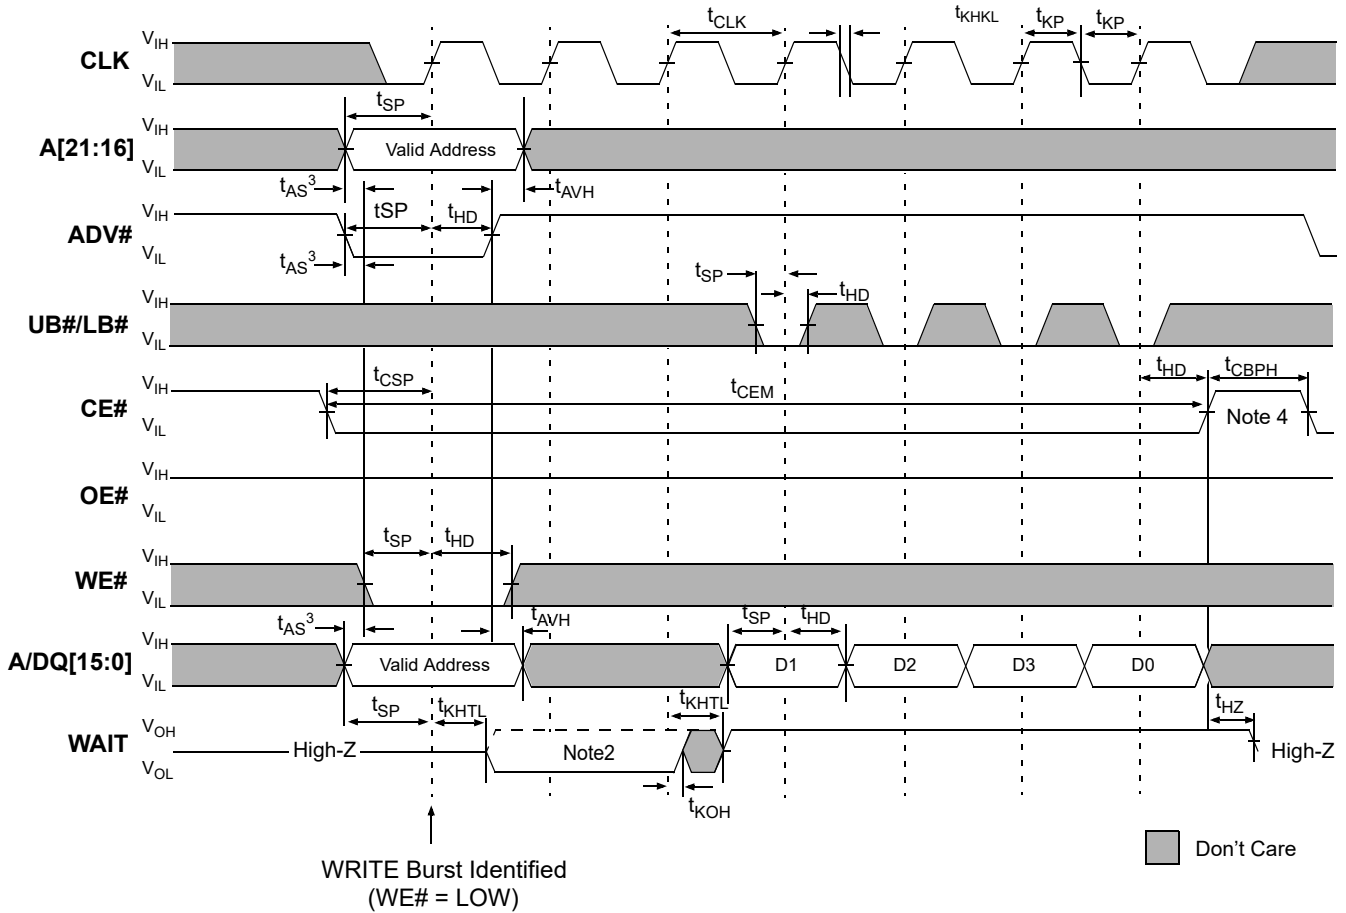 tCLK tKHKL tKP tKP
CLK VIH
VIL
tSP
A[21:16] VIH
VIL
Valid Address
tAS3 tAVH
ADV# VIH
VIL
tSP tHD
tAS3
tSP tHD
UB#/LB# VIH
VIL
tCSP tCEM tHD tCBPH
CE# VIH
VIL
Note 4
OE# VIH
VIL
tSP tHD
WE# VIH
VIL
tAS3 tAVH tSP tHD
A/DQ[15:0] VIH
VIL
Valid Address D1 D2 D3 D0
tSP tKHTL tKHTL tHZ
WAIT VOH
VOL
High-Z Note2 High-Z
tKOH
WRITE Burst Identified
(WE# = LOW)
Don't Care